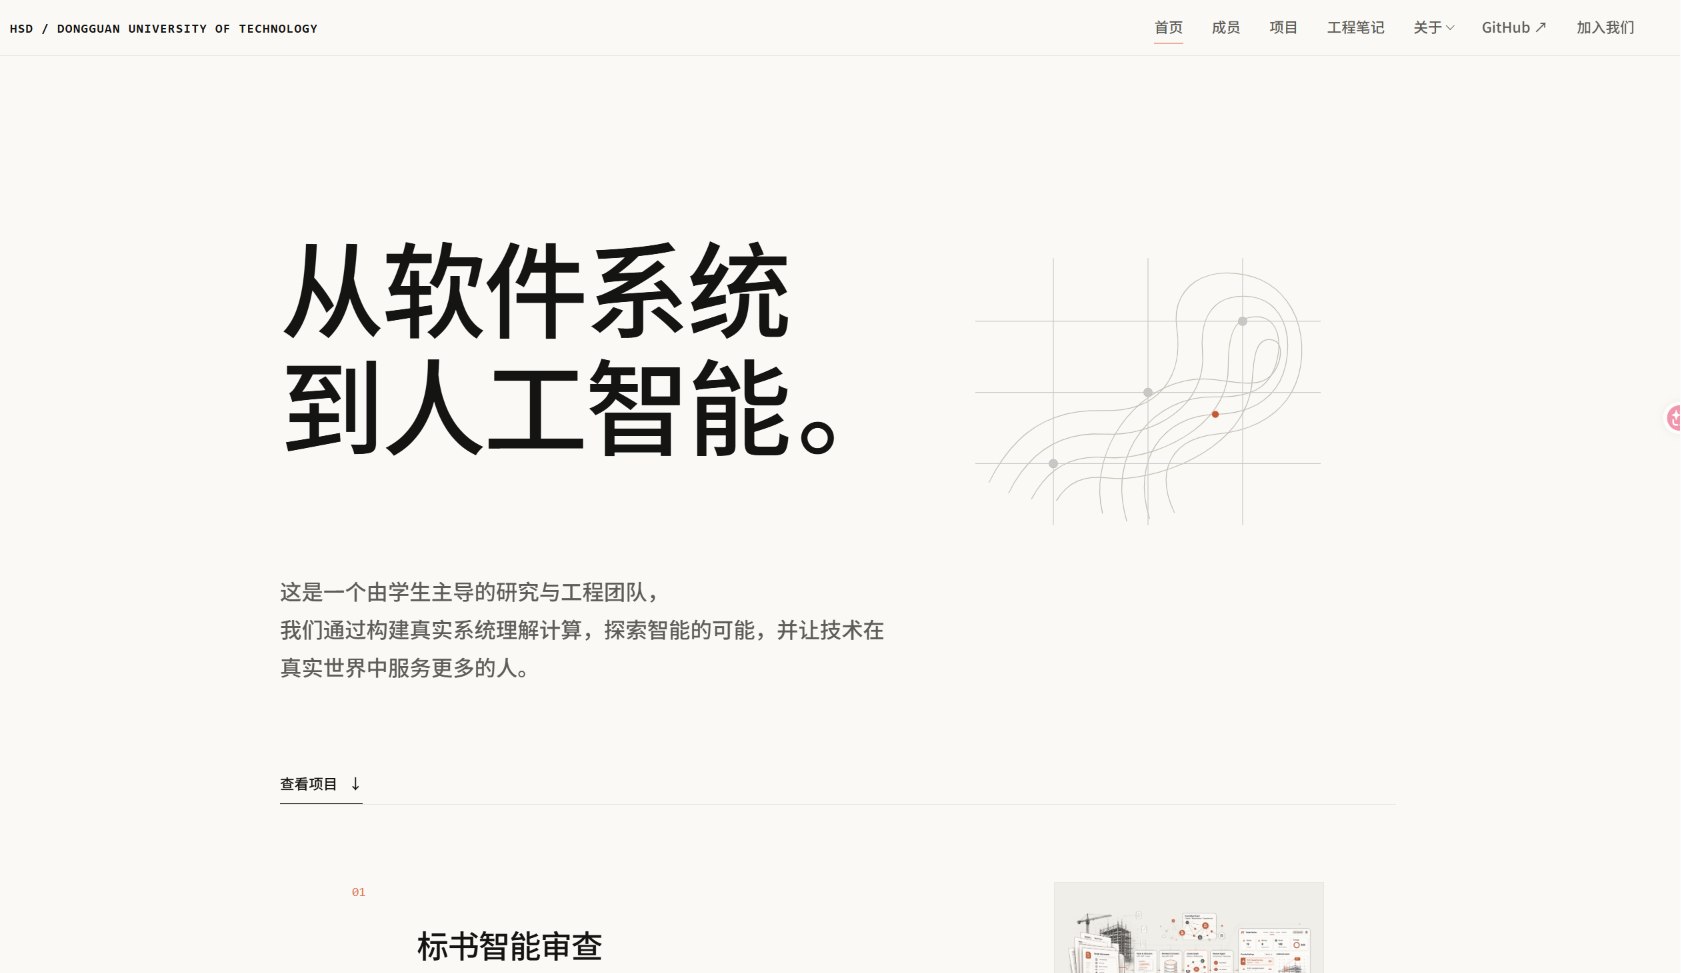 HSD / DONGGUAN UNIVERSITY OF TECHNOLOGY
首页 成员 项目 工程笔记 关于 GitHub ↗ 加入我们
从软件系统
到人工智能。
这是一个由学生主导的研究与工程团队，
我们通过构建真实系统理解计算，探索智能的可能，并让技术在
真实世界中服务更多的人。
查看项目 ↓
01
标书智能审查